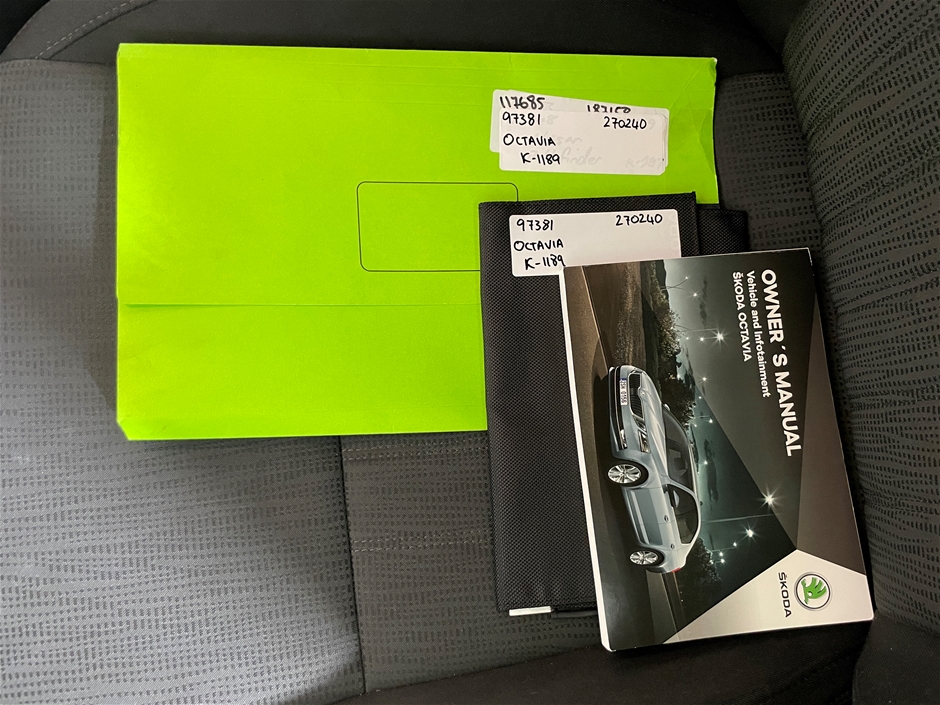 117685
97381 270240
OCTAVIA
K-1189
97381 270240
OCTAVIA
K-1189
OWNER´S MANUAL
Vehicle and Infotainment
ŠKODA OCTAVIA
ŠKODA